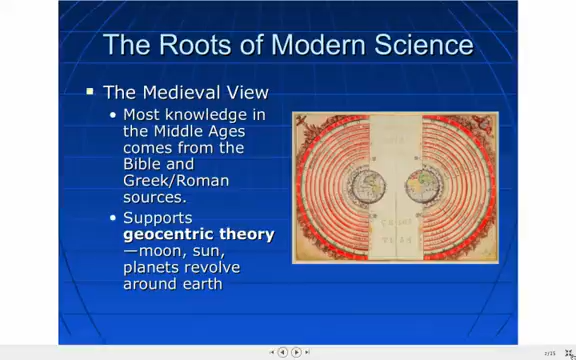 The Roots of Modern Science
The Medieval View
Most knowledge in
the Middle Ages
comes from the
Bible and
Greek/Roman
sources.
Supports
geocentric theory
—moon, sun,
planets revolve
around earth